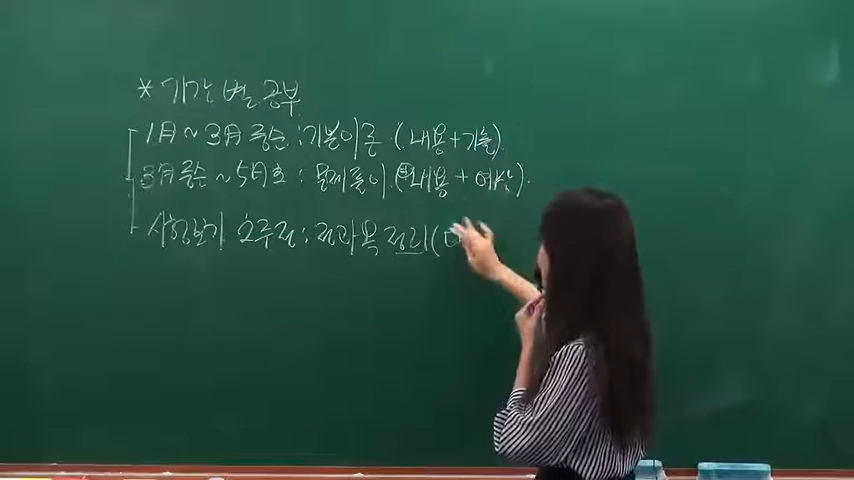 * 기간별 공부
1月~3月 중순 : 기본이론 (내용+기출).
3月 중순 ~ 5月 초 : 문제풀이 (내용 + 예상).
시험보기 2주전 : 전과목 정리 (